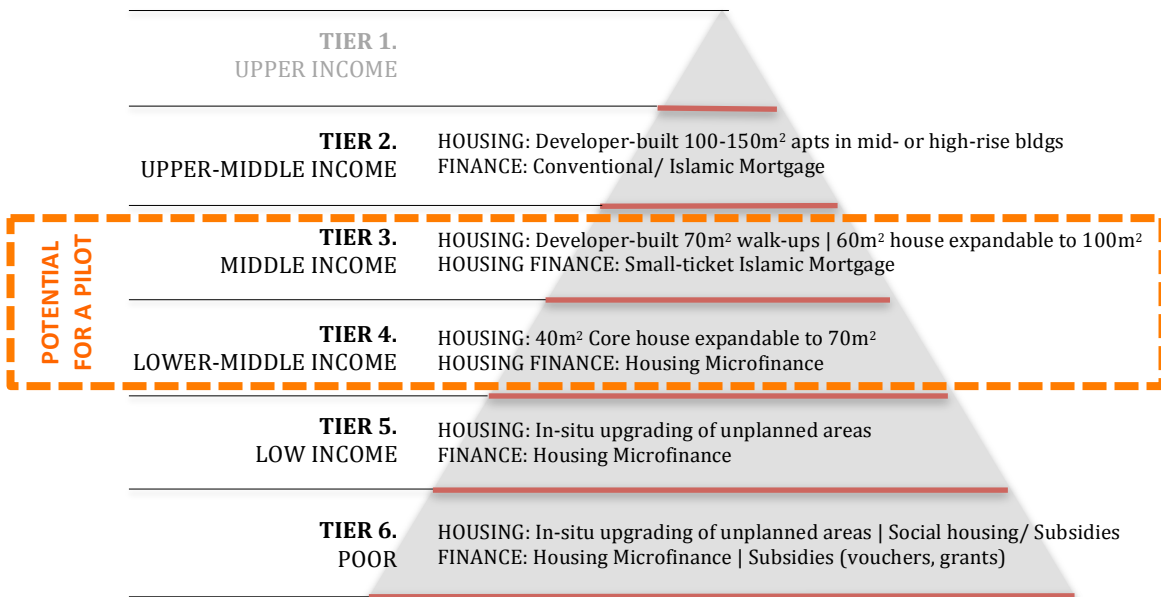 TIER 1.
UPPER INCOME
TIER 2.
UPPER-MIDDLE INCOME
HOUSING: Developer-built 100-150m² apts in mid- or high-rise bldgs
FINANCE: Conventional/ Islamic Mortgage
POTENTIAL
FOR A PILOT
TIER 3.
MIDDLE INCOME
HOUSING: Developer-built 70m² walk-ups | 60m² house expandable to 100m²
HOUSING FINANCE: Small-ticket Islamic Mortgage
TIER 4.
LOWER-MIDDLE INCOME
HOUSING: 40m² Core house expandable to 70m²
HOUSING FINANCE: Housing Microfinance
TIER 5.
LOW INCOME
HOUSING: In-situ upgrading of unplanned areas
FINANCE: Housing Microfinance
TIER 6.
POOR
HOUSING: In-situ upgrading of unplanned areas | Social housing/ Subsidies
FINANCE: Housing Microfinance | Subsidies (vouchers, grants)